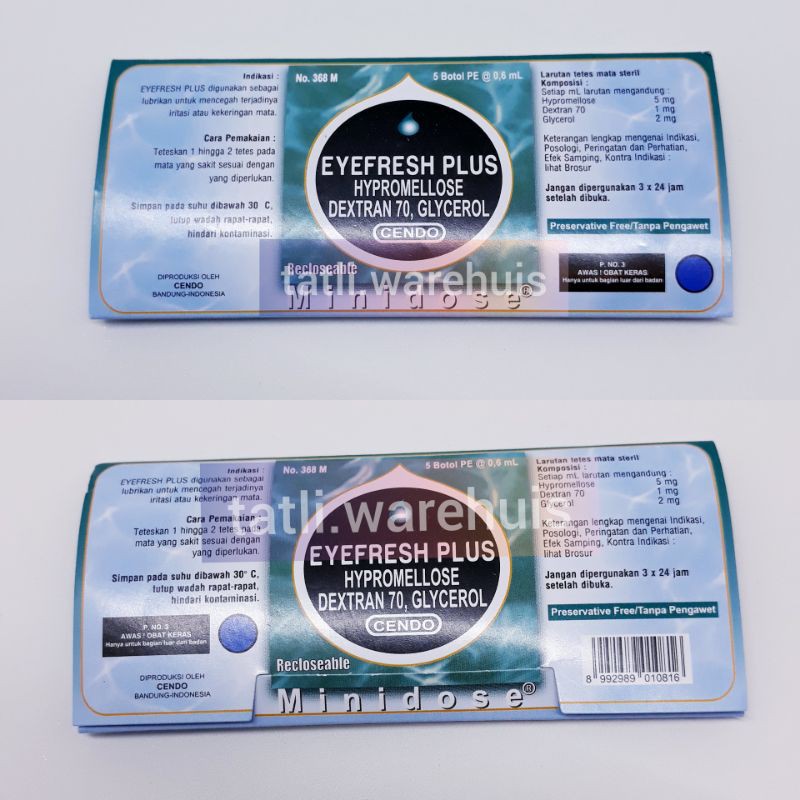 Indikasi :
EYEFRESH PLUS digunakan sebagai
lubrikan untuk mencegah terjadinya
iritasi atau kekeringan mata.
Cara Pemakaian :
Teteskan 1 hingga 2 tetes pada
mata yang sakit sesuai dengan
yang diperlukan.
Simpan pada suhu dibawah 30 C,
tutup wadah rapat-rapat,
hindari kontaminasi.
DIPRODUKSI OLEH
CENDO
BANDUNG-INDONESIA
No. 368 M
5 Botol PE @ 0,6 mL
EYEFRESH PLUS
HYPROMELLOSE
DEXTRAN 70, GLYCEROL
CENDO
Recloseable
tatli.warehuis
Minidose®
Larutan tetes mata steril
Komposisi :
Setiap mL larutan mengandung :
Hypromellose 5 mg
Dextran 70 1 mg
Glycerol 2 mg
Keterangan lengkap mengenai Indikasi,
Posologi, Peringatan dan Perhatian,
Efek Samping, Kontra Indikasi :
lihat Brosur
Jangan dipergunakan 3 x 24 jam
setelah dibuka.
Preservative Free/Tanpa Pengawet
P. NO. 3
AWAS ! OBAT KERAS
Hanya untuk bagian luar dari badan
Indikasi :
EYEFRESH PLUS digunakan sebagai
lubrikan untuk mencegah terjadinya
iritasi atau kekeringan mata.
Cara Pemakaian :
Teteskan 1 hingga 2 tetes pada
mata yang sakit sesuai dengan
yang diperlukan.
Simpan pada suhu dibawah 30° C,
tutup wadah rapat-rapat,
hindari kontaminasi.
P. NO. 3
AWAS ! OBAT KERAS
Hanya untuk bagian luar dari badan
DIPRODUKSI OLEH
CENDO
BANDUNG-INDONESIA
No. 368 M
5 Botol PE @ 0,6 mL
tatli.warehuis
EYEFRESH PLUS
HYPROMELLOSE
DEXTRAN 70, GLYCEROL
CENDO
Recloseable
Minidose®
Larutan tetes mata steril
Komposisi :
Setiap mL larutan mengandung :
Hypromellose 5 mg
Dextran 70 1 mg
Glycerol 2 mg
Keterangan lengkap mengenai Indikasi,
Posologi, Peringatan dan Perhatian,
Efek Samping, Kontra Indikasi :
lihat Brosur
Jangan dipergunakan 3 x 24 jam
setelah dibuka.
Preservative Free/Tanpa Pengawet
8 992989 010816